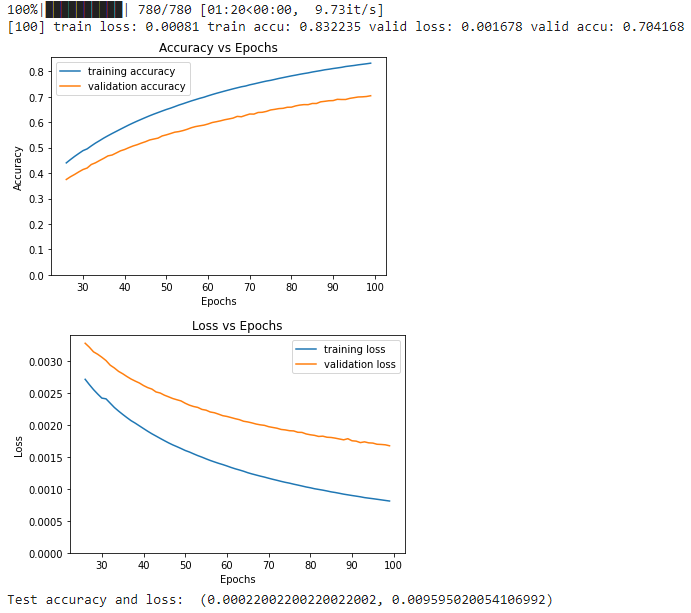 100%|██████████| 780/780 [01:20<00:00,  9.73it/s]
[100] train loss: 0.00081 train accu: 0.832235 valid loss: 0.001678 valid accu: 0.704168
Accuracy vs Epochs
training accuracy
validation accuracy
0.8
0.7
0.6
0.5
0.4
0.3
0.2
0.1
0.0
Accuracy
30 40 50 60 70 80 90 100
Epochs
Loss vs Epochs
training loss
validation loss
0.0030
0.0025
0.0020
0.0015
0.0010
0.0005
0.0000
Loss
30 40 50 60 70 80 90 100
Epochs
Test accuracy and loss:  (0.00022002200220022002, 0.009595020054106992)